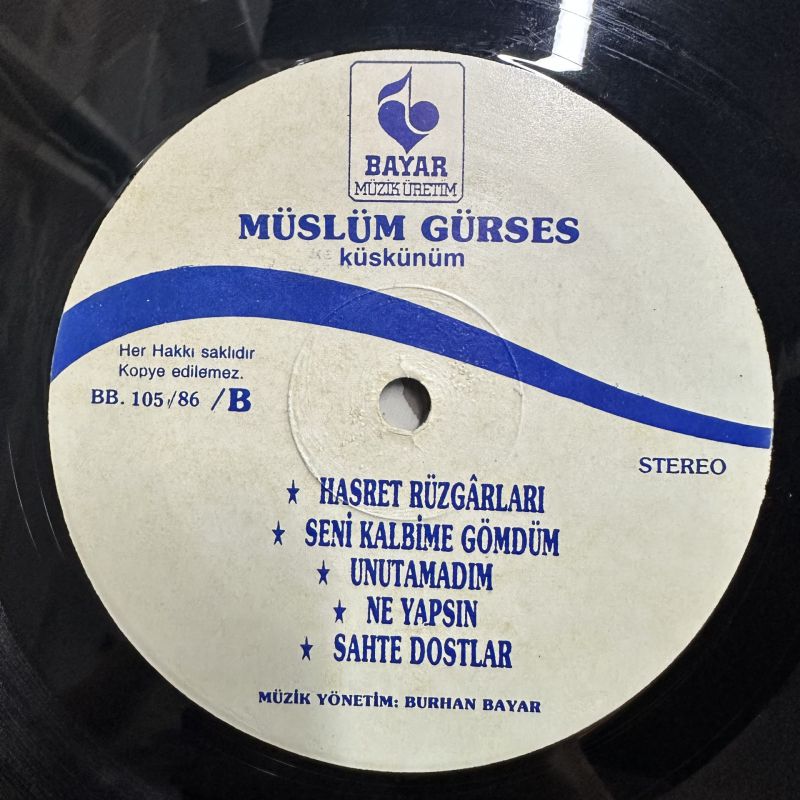 BAYAR
MÜZİK ÜRETİM
MÜSLÜM GÜRSES
küskünüm
Her Hakkı saklıdır
Kopye edilemez.
BB. 105/86 /B
STEREO
★ HASRET RÜZGÂRLARI
★ SENİ KALBİME GÖMDÜM
★ UNUTAMADIM
★ NE YAPSIN
★ SAHTE DOSTLAR
MÜZİK YÖNETİM: BURHAN BAYAR